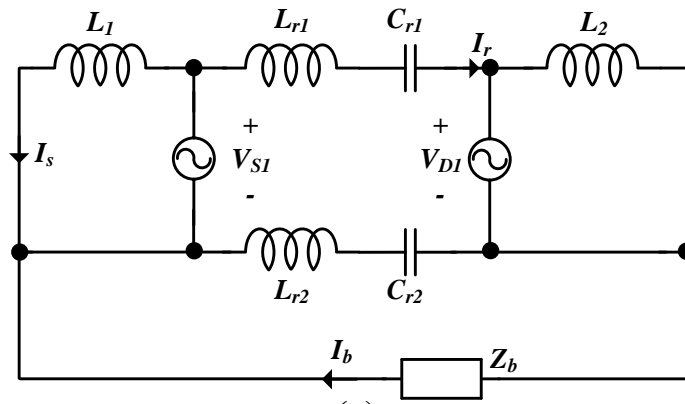 L1 Lr1 Cr1 Ir L2
+ +
Is VS1 VD1
- -
Lr2 Cr2
Ib Zb